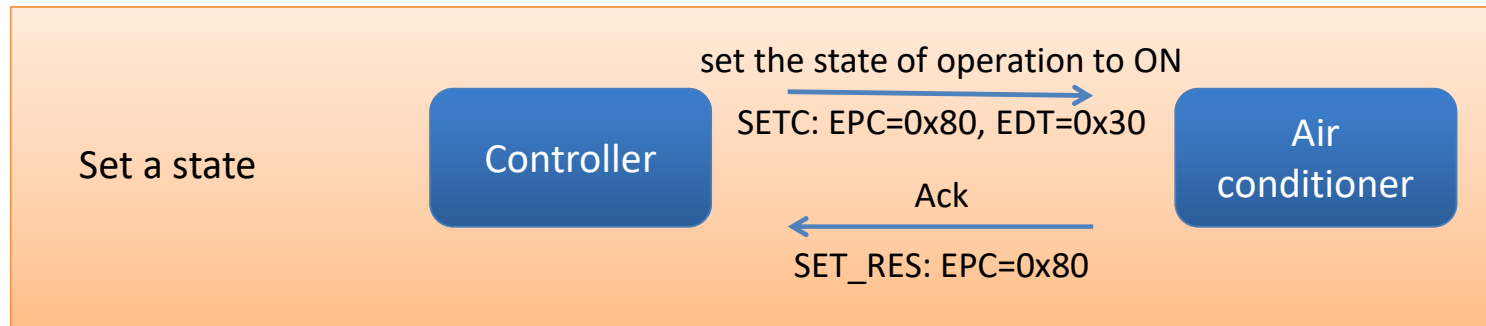 Set a state
Controller
set the state of operation to ON
SETC: EPC=0x80, EDT=0x30
Ack
SET_RES: EPC=0x80
Air
conditioner